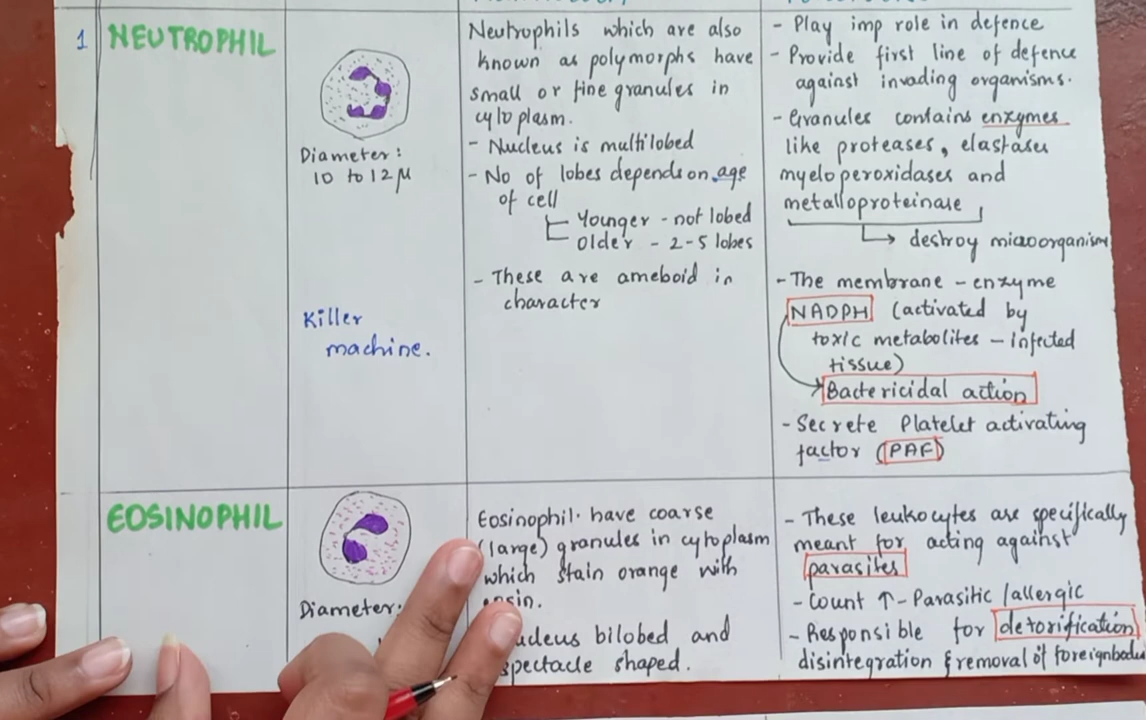 1
NEUTROPHIL
Diameter:
10 to 12 μ
Killer
machine.
Neutrophils which are also
known as polymorphs have
small or fine granules in
cytoplasm.
- Nucleus is multilobed
- No of lobes depends on age
of cell
Younger - not lobed
Older - 2-5 lobes
- These are ameboid in
character
- Play imp role in defence
- Provide first line of defence
against invading organisms.
- Granules contains enzymes
like proteases, elastases
myeloperoxidases and
metalloproteinase
→ destroy microorganism
- The membrane - enzyme
NADPH (activated by
toxic metabolites - infected
tissue)
Bactericidal action
- Secrete Platelet activating
factor (PAF)
EOSINOPHIL
Diameter:
Eosinophil. have coarse
(large) granules in cytoplasm
which stain orange with
bilobed and
spectacle shaped.
- These leukocytes are specifically
meant for acting against
parasites
- Count ↑ - Parasitic /allergic
- Responsible for detoxification
disintegration & removal of foreign body